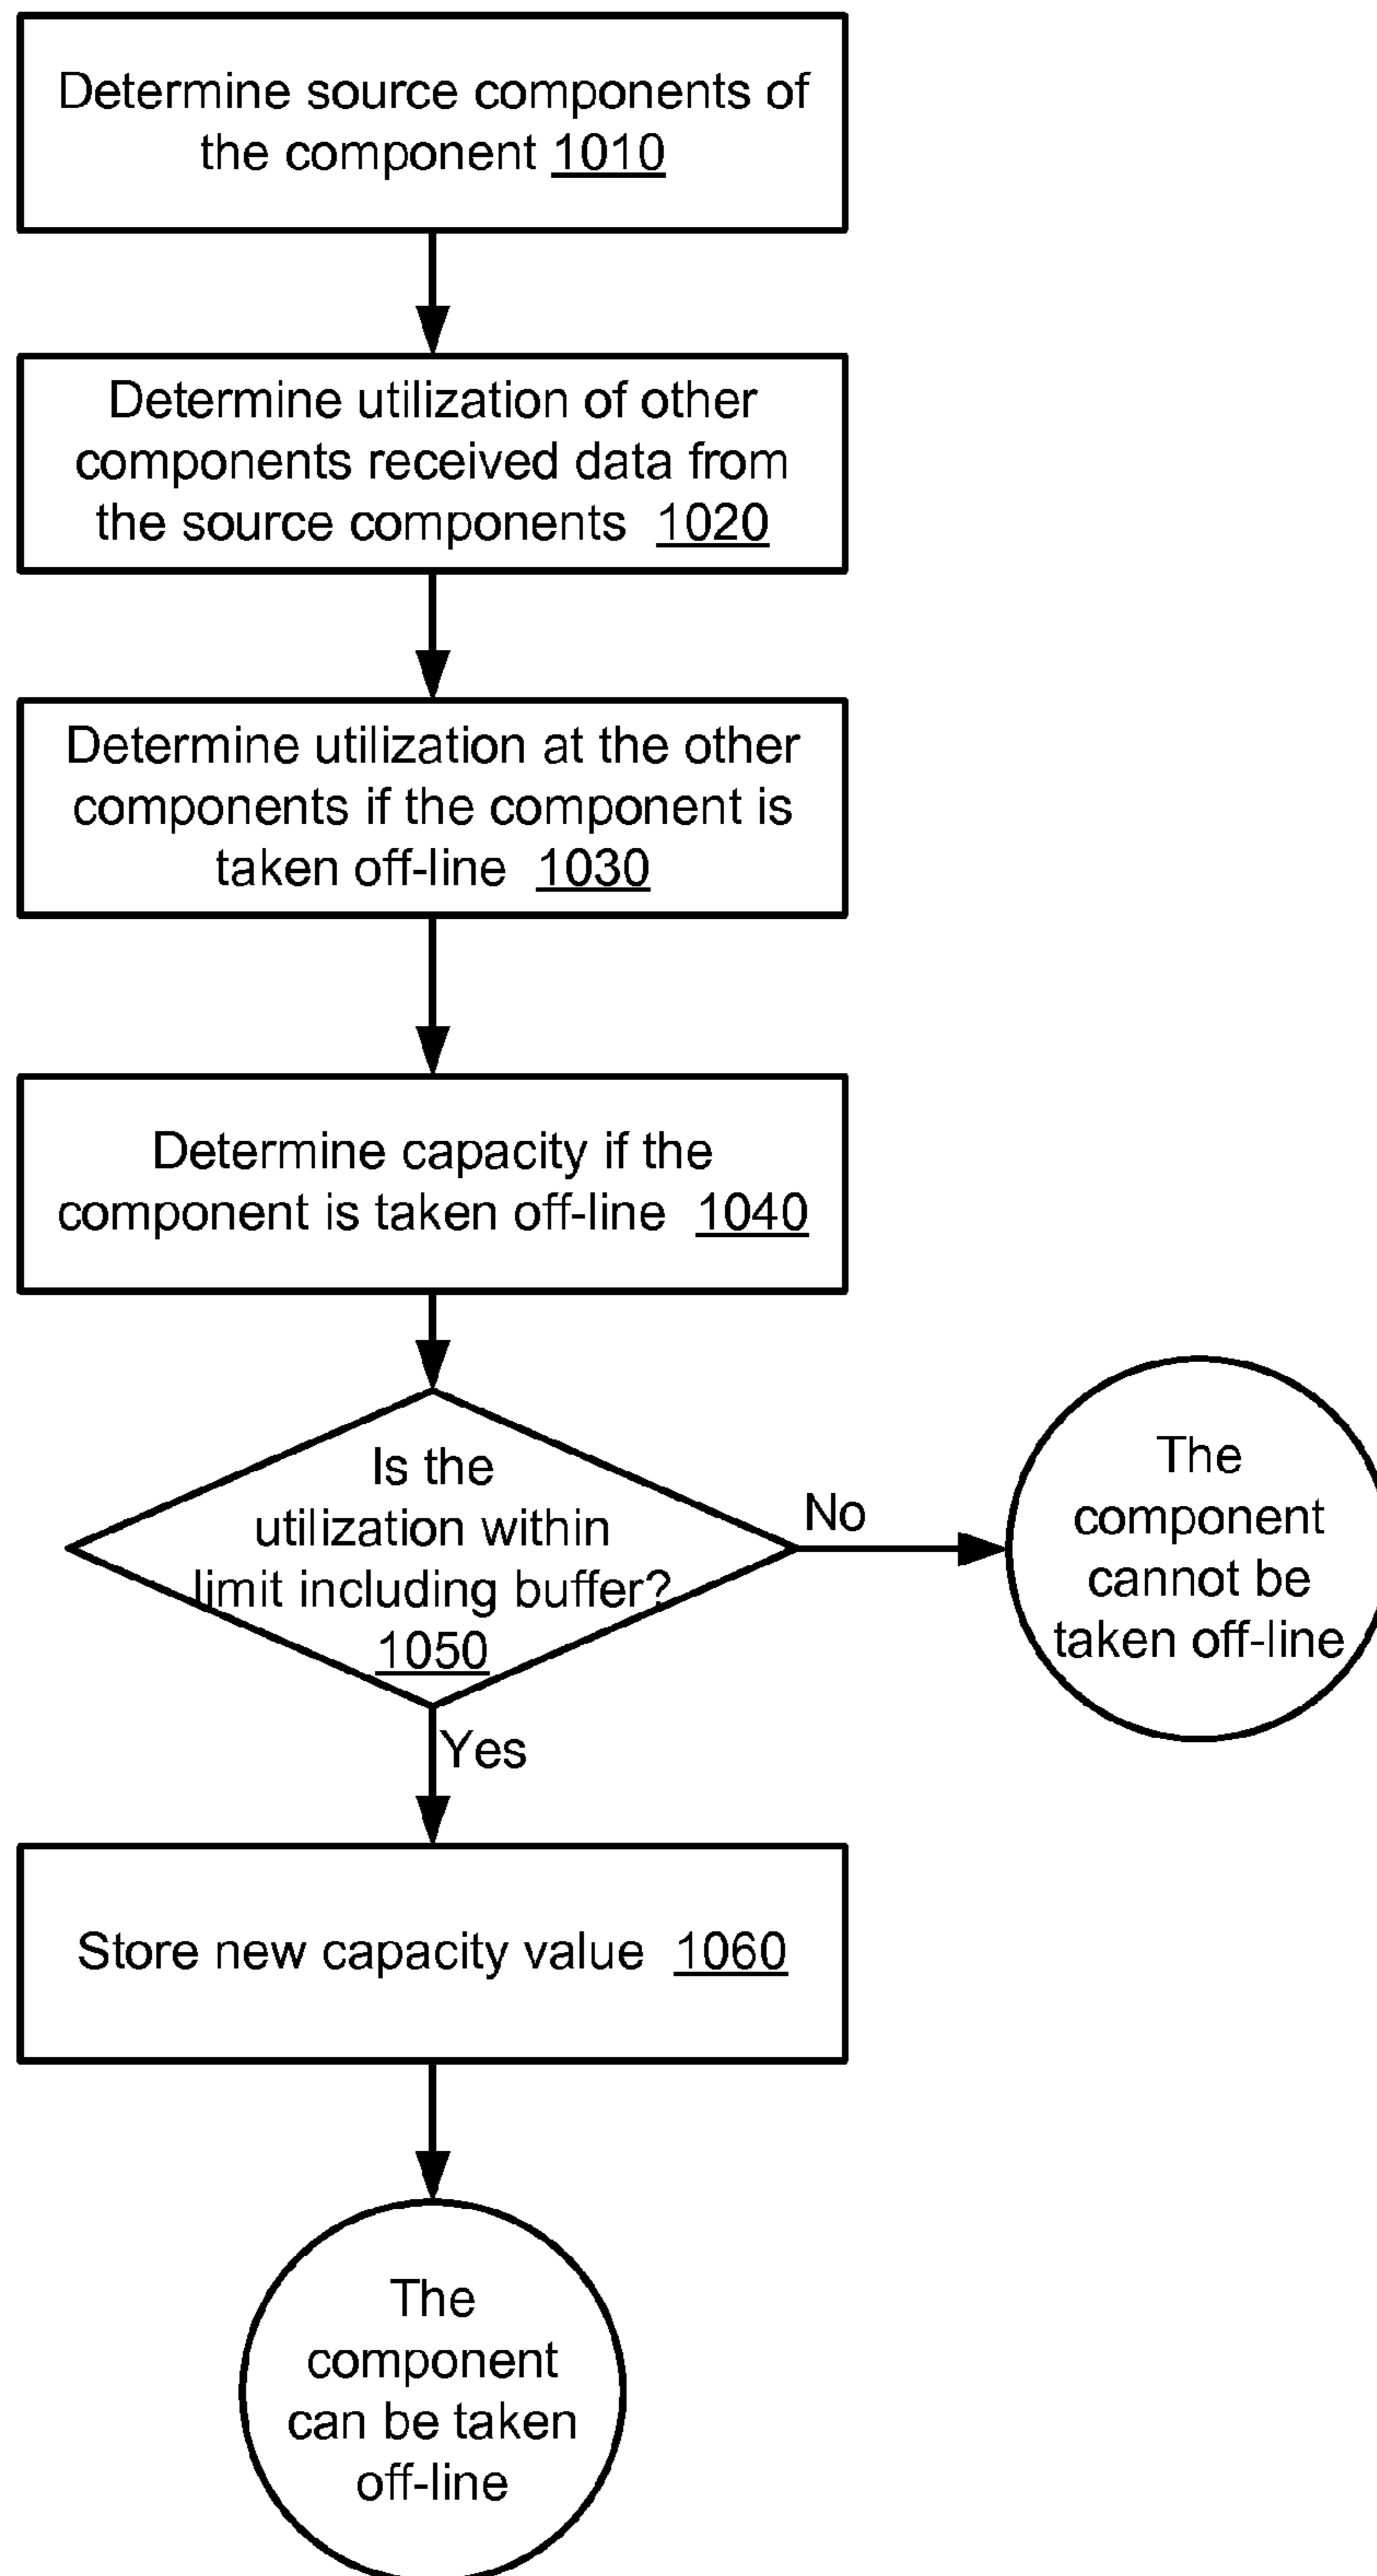 Determine source components of
the component 1010
Determine utilization of other
components received data from
the source components 1020
Determine utilization at the other
components if the component is
taken off-line 1030
Determine capacity if the
component is taken off-line 1040
Is the
utilization within
limit including buffer?
1050
No
The
component
cannot be
taken off-line
Yes
Store new capacity value 1060
The
component
can be taken
off-line